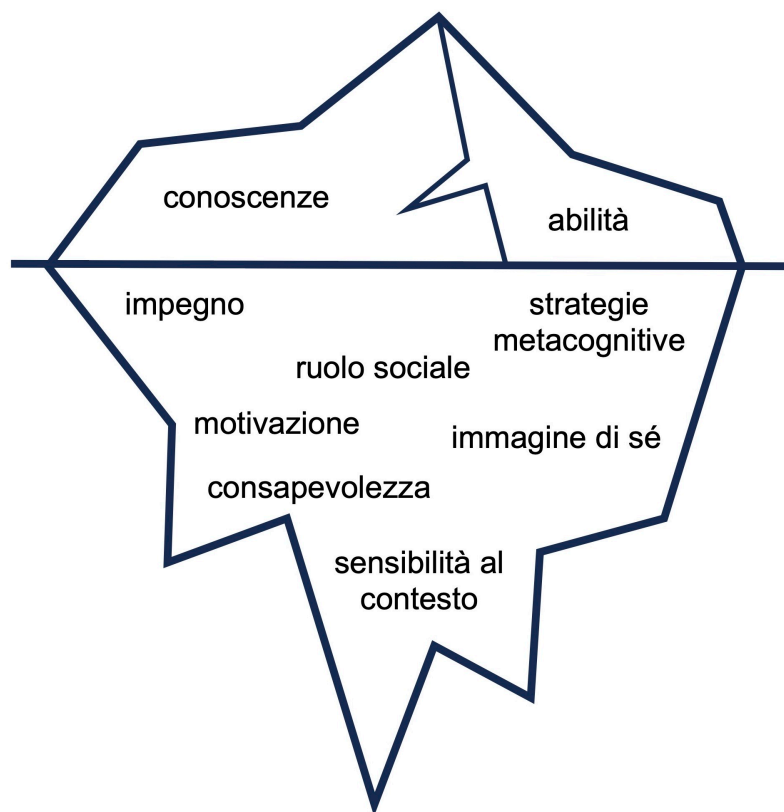 conoscenze
abilità
impegno
strategie
metacognitive
ruolo sociale
motivazione
immagine di sé
consapevolezza
sensibilità al
contesto